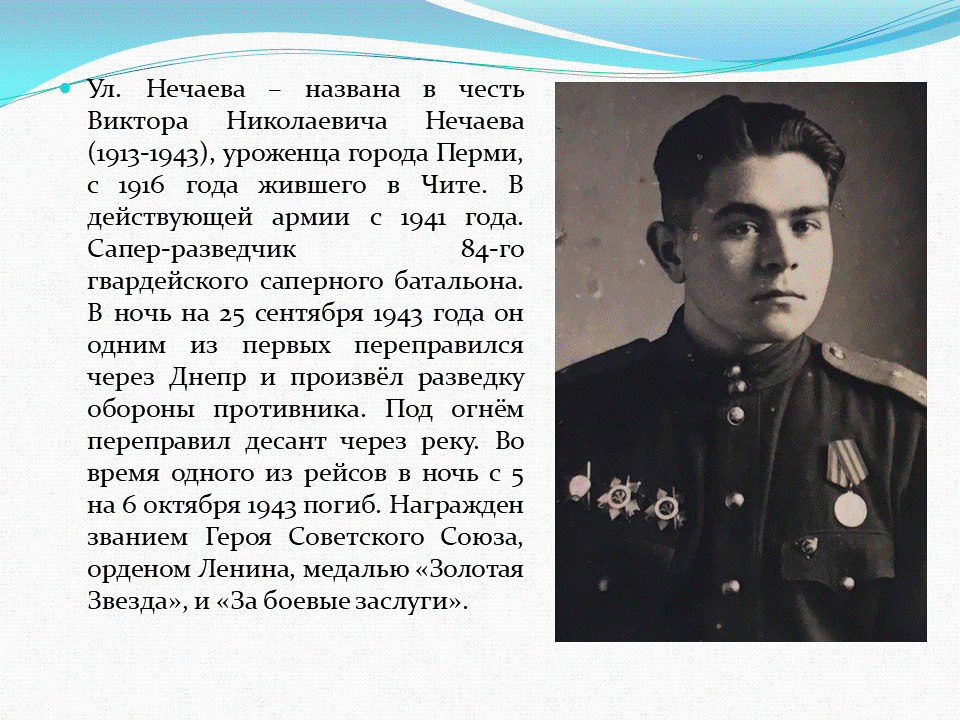 Ул. Нечаева – названа в честь
Виктора Николаевича Нечаева
(1913-1943), уроженца города Перми,
с 1916 года жившего в Чите. В
действующей армии с 1941 года.
Сапер-разведчик 84-го
гвардейского саперного батальона.
В ночь на 25 сентября 1943 года он
одним из первых переправился
через Днепр и произвёл разведку
обороны противника. Под огнём
переправил десант через реку. Во
время одного из рейсов в ночь с 5
на 6 октября 1943 погиб. Награжден
званием Героя Советского Союза,
орденом Ленина, медалью «Золотая
Звезда», и «За боевые заслуги».